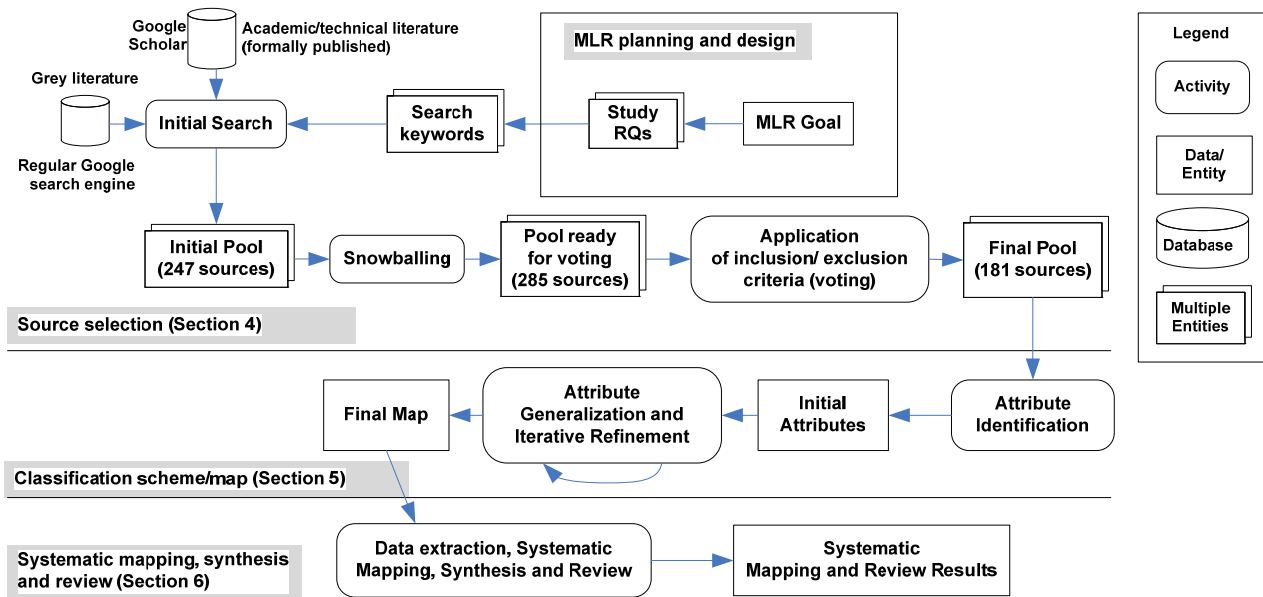 Google
Scholar
Academic/technical literature
(formally published)
MLR planning and design
Legend
Grey literature
Activity
Initial Search
Search
keywords
Study
RQs
MLR Goal
Regular Google
search engine
Data/
Entity
Initial Pool
(247 sources)
Snowballing
Pool ready
for voting
(285 sources)
Application
of inclusion/ exclusion
criteria (voting)
Final Pool
(181 sources)
Database
Multiple
Entities
Source selection (Section 4)
Final Map
Attribute
Generalization and
Iterative Refinement
Initial
Attributes
Attribute
Identification
Classification scheme/map (Section 5)
Systematic mapping, synthesis
and review (Section 6)
Data extraction, Systematic
Mapping, Synthesis and Review
Systematic
Mapping and Review Results